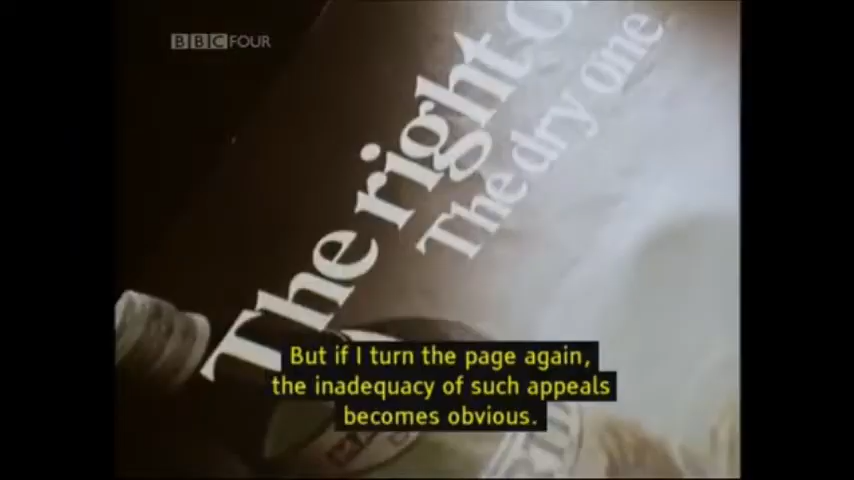 BBC FOUR
The right o
The dry one
But if I turn the page again,
the inadequacy of such appeals
becomes obvious.